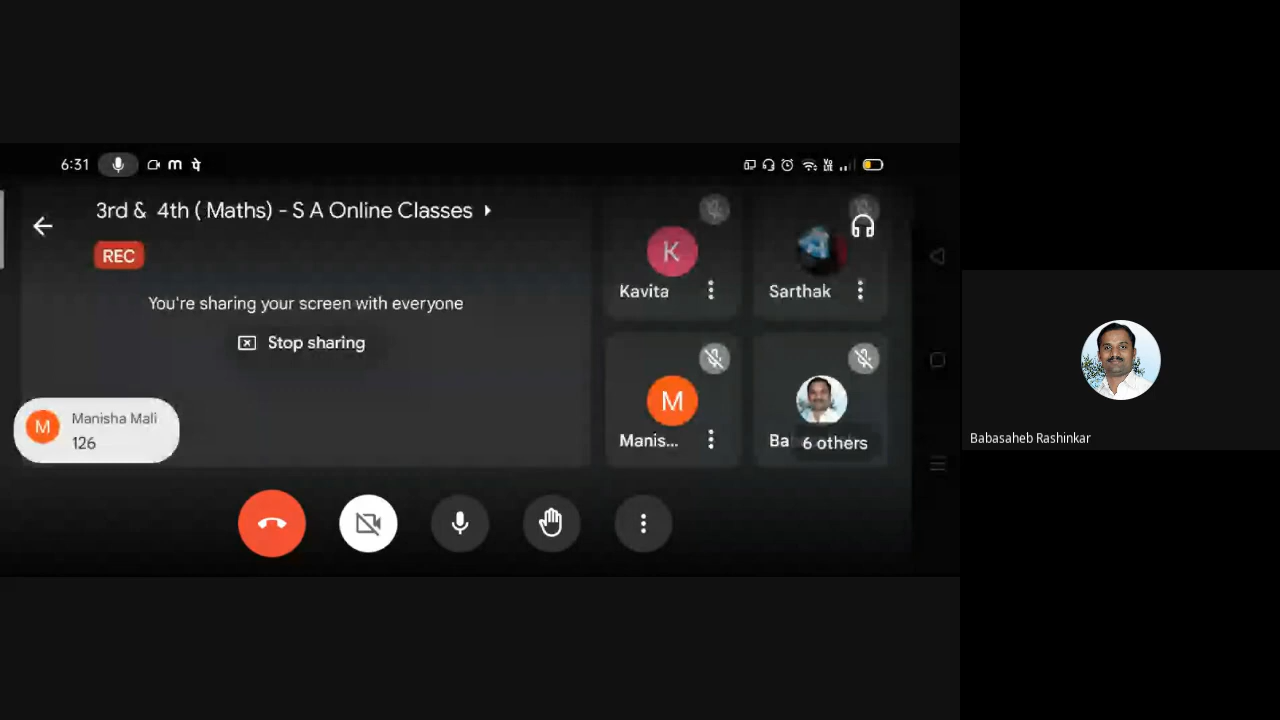 6:31
3rd & 4th ( Maths) - S A Online Classes
REC
You're sharing your screen with everyone
Stop sharing
M
Manisha Mali
126
K
Kavita
Sarthak
M
Manis...
Ba
6 others
Babasaheb Rashinkar